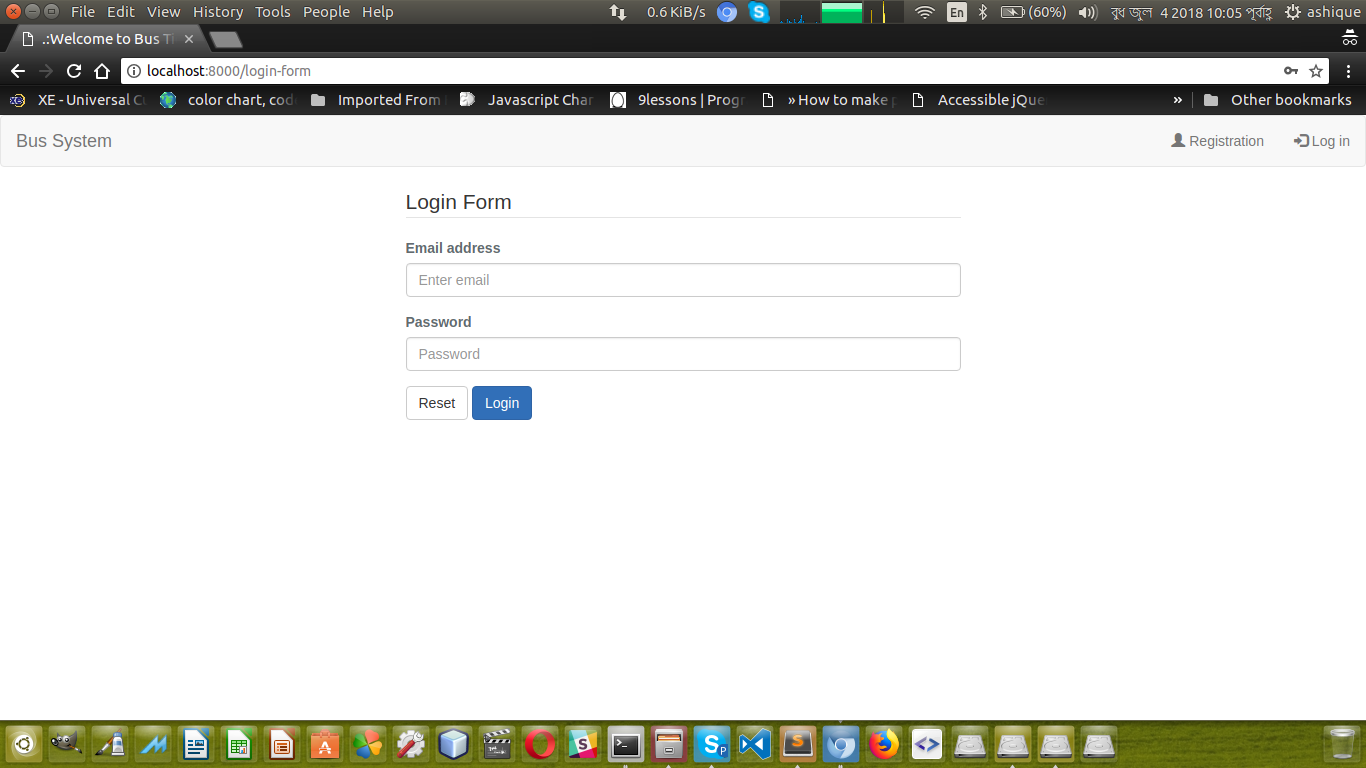 File Edit View History Tools People Help 0.6 KiB/s En (60%) বুধ জুল 4 2018 10:05 পূর্বাহ্ণ ashique
.:Welcome to Bus Ti
localhost:8000/login-form
XE - Universal Cu color chart, cod Imported From Javascript Char 9lessons | Progr » How to make p Accessible jQue » Other bookmarks
Bus System Registration Log in
Login Form
Email address
Enter email
Password
Password
Reset Login